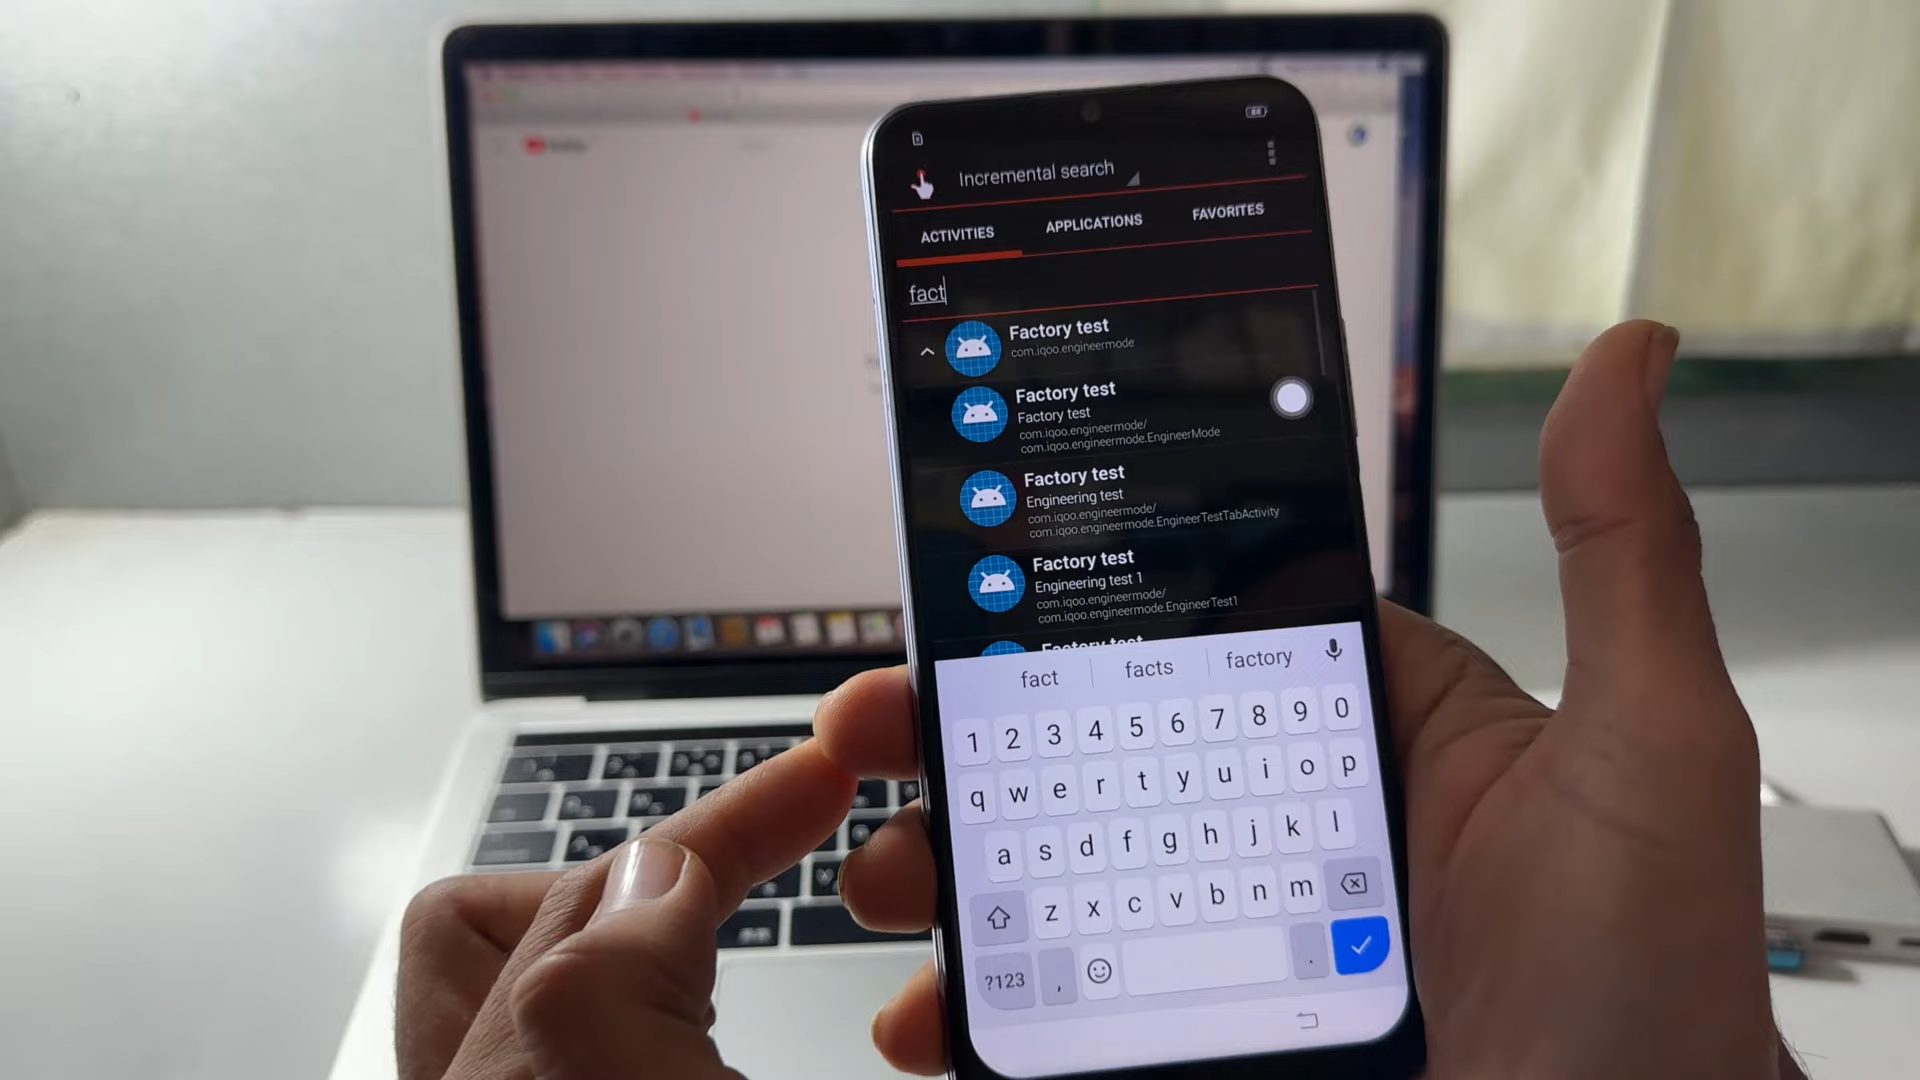 84
Incremental search
ACTIVITIES
APPLICATIONS
FAVORITES
fact
Factory test
com.iqoo.engineermode
Factory test
Factory test
com.iqoo.engineermode/
com.iqoo.engineermode.EngineerMode
Factory test
Engineering test
com.iqoo.engineermode/
com.iqoo.engineermode.EngineerTestTabActivity
Factory test
Engineering test 1
com.iqoo.engineermode/
com.iqoo.engineermode.EngineerTest1
Factory test
fact facts factory
1 2 3 4 5 6 7 8 9 0
q w e r t y u i o p
a s d f g h j k l
z x c v b n m
?123 , .